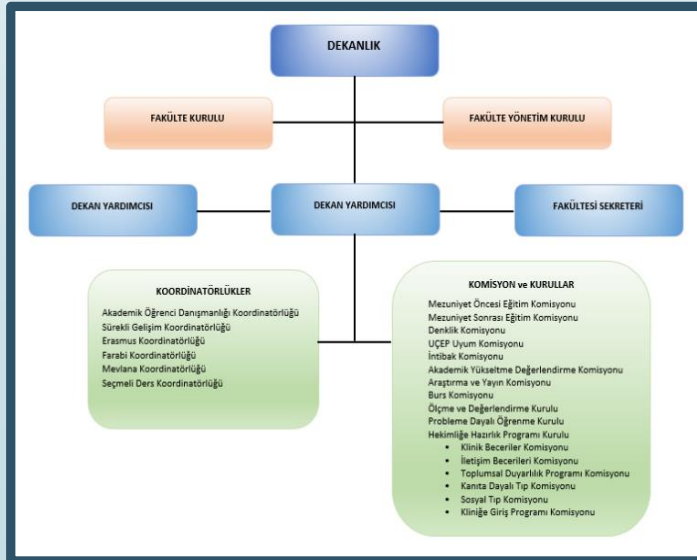 DEKANLIK
FAKÜLTE KURULU
FAKÜLTE YÖNETİM KURULU
DEKAN YARDIMCISI
DEKAN YARDIMCISI
FAKÜLTESİ SEKRETERİ
KOORDİNATÖRLÜKLER
Akademik Öğrenci Danışmanlığı Koordinatörlüğü
Sürekli Gelişim Koordinatörlüğü
Erasmus Koordinatörlüğü
Farabi Koordinatörlüğü
Mevlana Koordinatörlüğü
Seçmeli Ders Koordinatörlüğü
KOMİSYON ve KURULLAR
Mezuniyet Öncesi Eğitim Komisyonu
Mezuniyet Sonrası Eğitim Komisyonu
Denklik Komisyonu
UÇEP Uyum Komisyonu
İntibak Komisyonu
Akademik Yükseltme Değerlendirme Komisyonu
Araştırma ve Yayın Komisyonu
Burs Komisyonu
Ölçme ve Değerlendirme Kurulu
Probleme Dayalı Öğrenme Kurulu
Hekimliğe Hazırlık Programı Kurulu
• Klinik Beceriler Komisyonu
• İletişim Becerileri Komisyonu
• Toplumsal Duyarlılık Programı Komisyonu
• Kanıta Dayalı Tıp Komisyonu
• Sosyal Tıp Komisyonu
• Kliniğe Giriş Programı Komisyonu